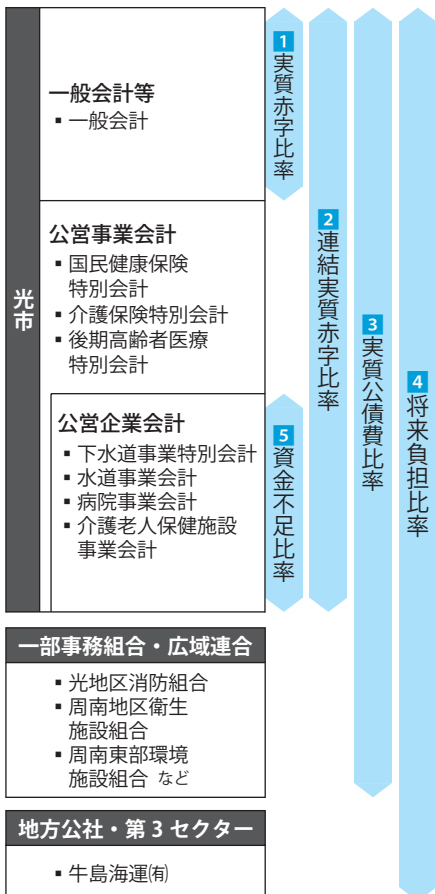 光市
一般会計等
▪ 一般会計
公営事業会計
▪ 国民健康保険
特別会計
▪ 介護保険特別会計
▪ 後期高齢者医療
特別会計
公営企業会計
▪ 下水道事業特別会計
▪ 水道事業会計
▪ 病院事業会計
▪ 介護老人保健施設
事業会計
一部事務組合・広域連合
▪ 光地区消防組合
▪ 周南地区衛生
施設組合
▪ 周南東部環境
施設組合 など
地方公社・第 3 セクター
▪ 牛島海運㈲
1 実質赤字比率
2 連結実質赤字比率
3 実質公債費比率
4 将来負担比率
5 資金不足比率